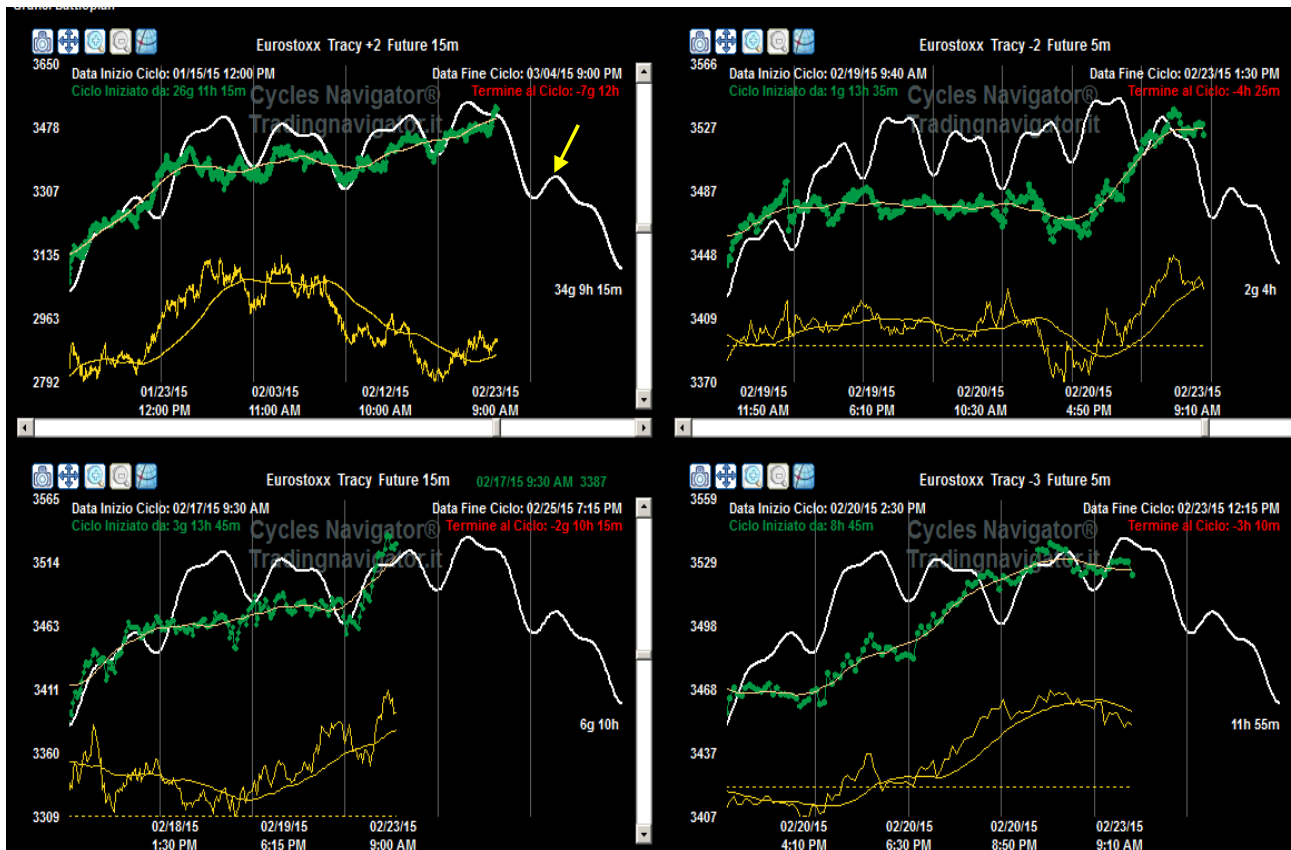 Eurostoxx Tracy +2 Future 15m
3650
Data Inizio Ciclo: 01/15/15 12:00 PM
Data Fine Ciclo: 03/04/15 9:00 PM
Ciclo Iniziato da: 26g 11h 15m
Termine al Ciclo: -7g 12h
Cycles Navigator®
Tradingnavigator.it
3478
3307
3135
2963
2792
34g 9h 15m
01/23/15 02/03/15 02/12/15 02/23/15
12:00 PM 11:00 AM 10:00 AM 9:00 AM
Eurostoxx Tracy -2 Future 5m
3566
Data Inizio Ciclo: 02/19/15 9:40 AM
Data Fine Ciclo: 02/23/15 1:30 PM
Ciclo Iniziato da: 1g 13h 35m
Termine al Ciclo: -4h 25m
Cycles Navigator®
Tradingnavigator.it
3527
3487
3448
3409
3370
2g 4h
02/19/15 02/19/15 02/20/15 02/20/15 02/23/15
11:50 AM 6:10 PM 10:30 AM 4:50 PM 9:10 AM
Eurostoxx Tracy Future 15m
02/17/15 9:30 AM 3387
3565
Data Inizio Ciclo: 02/17/15 9:30 AM
Data Fine Ciclo: 02/25/15 7:15 PM
Ciclo Iniziato da: 3g 13h 45m
Termine al Ciclo: -2g 10h 15m
Cycles Navigator®
Tradingnavigator.it
3514
3463
3411
3360
3309
6g 10h
02/18/15 02/19/15 02/23/15
1:30 PM 6:15 PM 9:00 AM
Eurostoxx Tracy -3 Future 5m
3559
Data Inizio Ciclo: 02/20/15 2:30 PM
Data Fine Ciclo: 02/23/15 12:15 PM
Ciclo Iniziato da: 8h 45m
Termine al Ciclo: -3h 10m
Cycles Navigator®
Tradingnavigator.it
3529
3498
3468
3437
3407
11h 55m
02/20/15 02/20/15 02/20/15 02/23/15
4:10 PM 6:30 PM 8:50 PM 9:10 AM